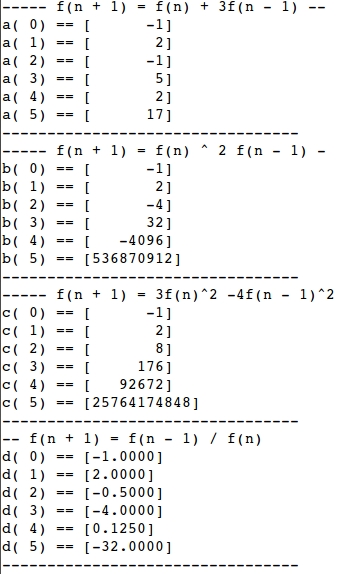 ----- f(n + 1) = f(n) + 3f(n - 1) --
a( 0) == [      -1]
a( 1) == [       2]
a( 2) == [      -1]
a( 3) == [       5]
a( 4) == [       2]
a( 5) == [      17]
-------------------------------
----- f(n + 1) = f(n) ^ 2 f(n - 1) -
b( 0) == [      -1]
b( 1) == [       2]
b( 2) == [      -4]
b( 3) == [      32]
b( 4) == [   -4096]
b( 5) == [536870912]
-------------------------------
----- f(n + 1) = 3f(n)^2 -4f(n - 1)^2
c( 0) == [      -1]
c( 1) == [       2]
c( 2) == [       8]
c( 3) == [     176]
c( 4) == [   92672]
c( 5) == [25764174848]
-------------------------------
-- f(n + 1) = f(n - 1) / f(n)
d( 0) == [-1.0000]
d( 1) == [2.0000]
d( 2) == [-0.5000]
d( 3) == [-4.0000]
d( 4) == [0.1250]
d( 5) == [-32.0000]
-------------------------------